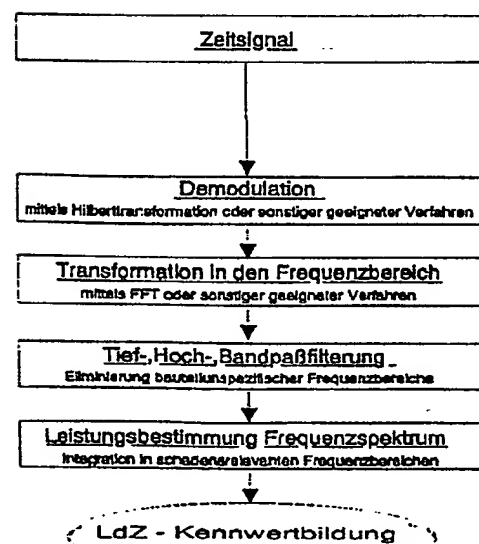 Zeitsignal
Demodulation
mittels Hilberttransformation oder sonstiger geeigneter Verfahren
Transformation in den Frequenzbereich
mittels FFT oder sonstiger geeigneter Verfahren
Tief-,Hoch-,Bandpaßfilterung
Eliminierung bauteilunspezifischer Frequenzbereiche
Leistungsbestimmung Frequenzspektrum
Integration in schadensrelevanten Frequenzbereichen
LdZ - Kennwertbildung